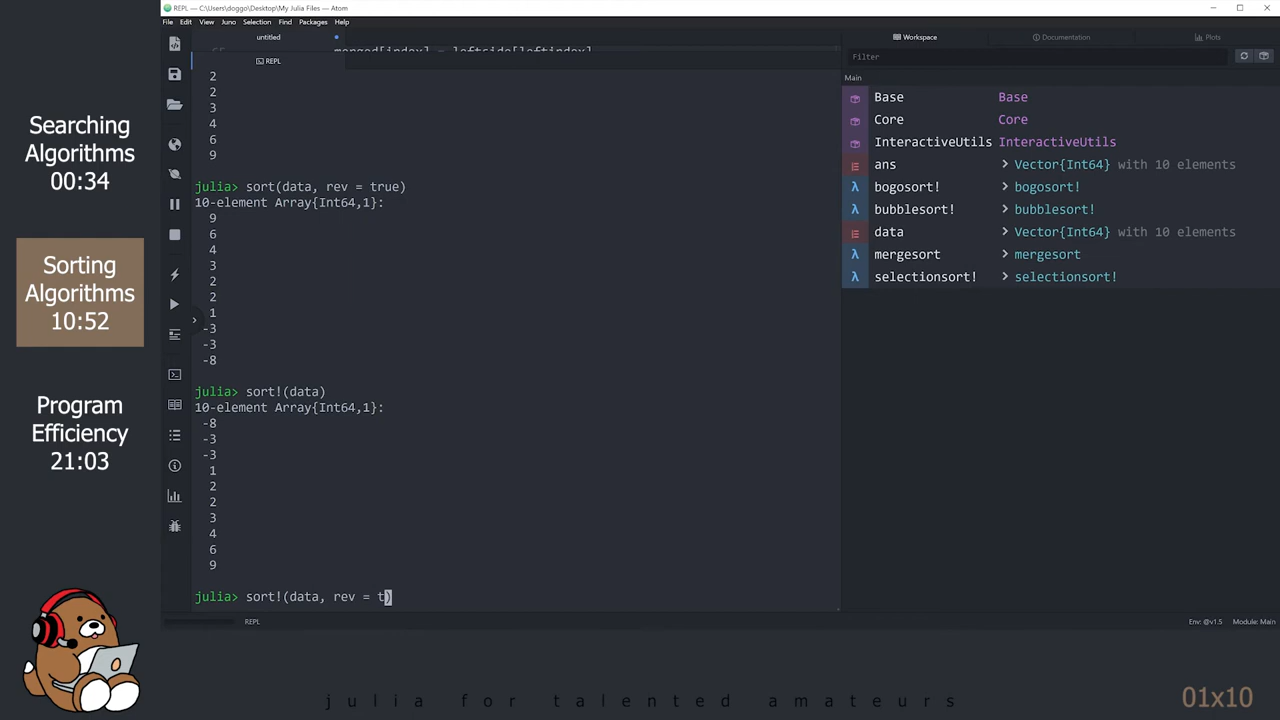 REPL — C:\Users\doggo\Desktop\My Julia Files — Atom
File Edit View Juno Selection Find Packages Help
untitled
merged[index] = leftside[leftindex]
REPL
2
2
3
4
6
9
julia> sort(data, rev = true)
10-element Array{Int64,1}:
9
6
4
3
2
2
1
-3
-3
-8
julia> sort!(data)
10-element Array{Int64,1}:
-8
-3
-3
1
2
2
3
4
6
9
julia> sort!(data, rev = t)
Workspace
Documentation
Plots
Filter
Main
Base Base
Core Core
InteractiveUtils InteractiveUtils
ans Vector{Int64} with 10 elements
bogosort! bogosort!
bubblesort! bubblesort!
data Vector{Int64} with 10 elements
mergesort mergesort
selectionsort! selectionsort!
REPL
Env: @v1.5 Module: Main
Searching
Algorithms
00:34
Sorting
Algorithms
10:52
Program
Efficiency
21:03
julia for talented amateurs
01x10